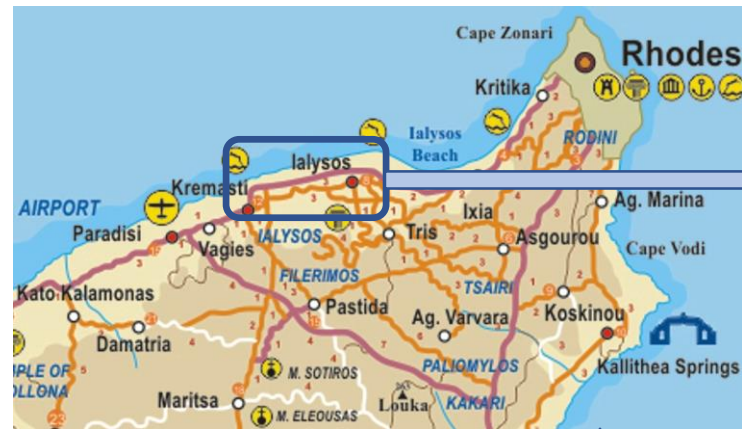 Cape Zonari
Rhodes
Kritika
Ialysos
Beach
RODINI
Ialysos
Kremasti
AIRPORT
Ag. Marina
Paradisi
Vagies
IALYSOS
Tris
Ixia
Asgourou
Cape Vodi
FILERIMOS
TSAIRI
Kato Kalamonas
Pastida
Ag. Varvara
Koskinou
Damatria
PLE OF
OLLONA
M. SOTIROS
PALIOMYLOS
Kallithea Springs
Maritsa
Louka
KAKARI
M. ELEOUSAS